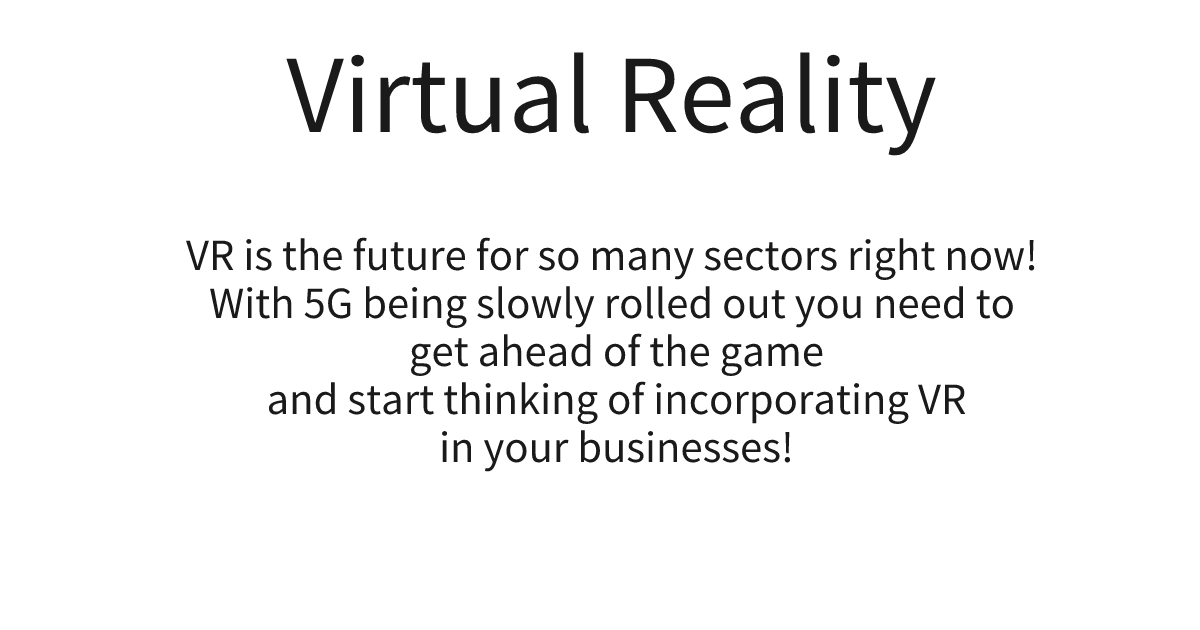 Virtual Reality
VR is the future for so many sectors right now!
With 5G being slowly rolled out you need to
get ahead of the game
and start thinking of incorporating VR
in your businesses!